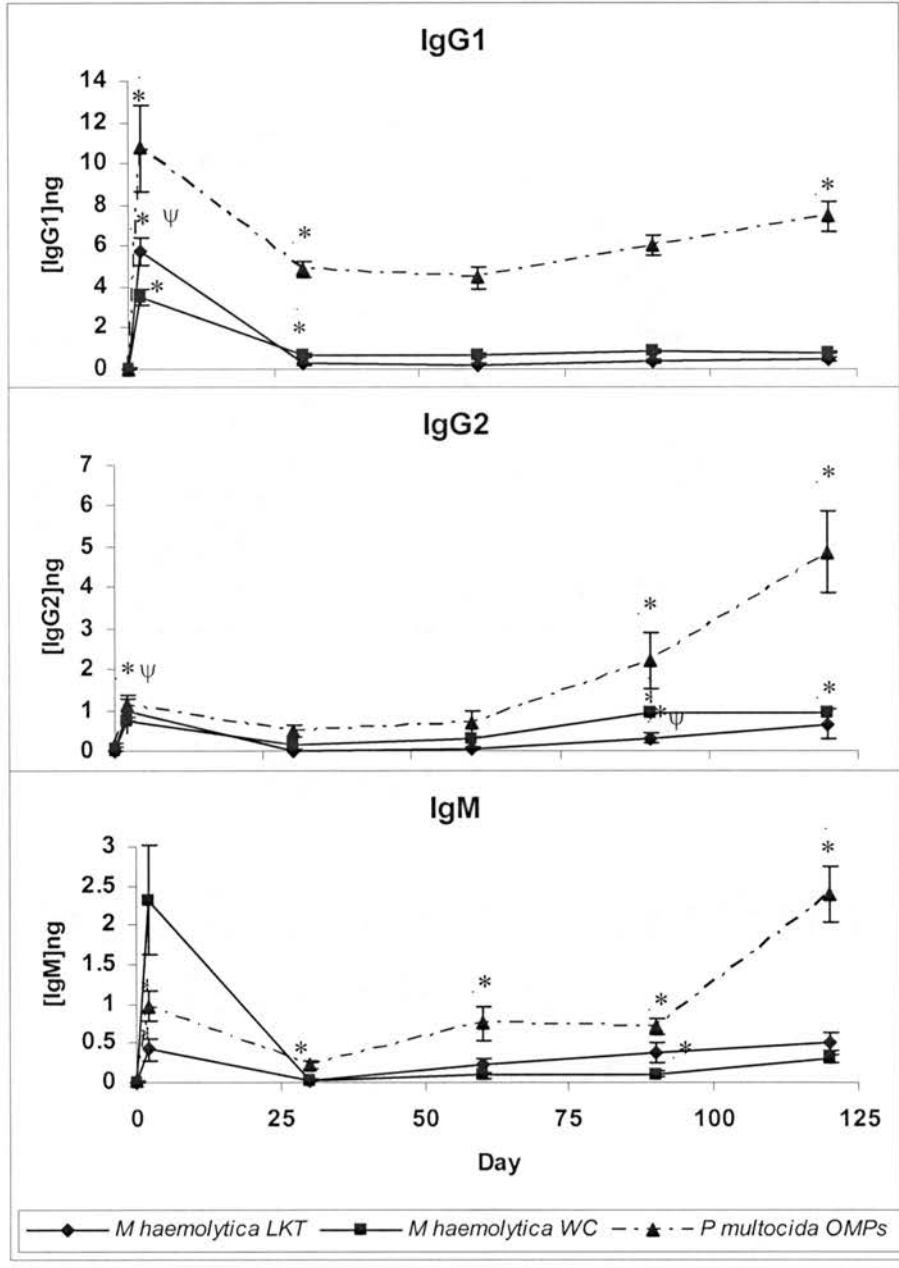 IgG1
14
12
10
8
6
4
2
0
[IgG1]ng
* * ψ * * * *
IgG2
7
6
5
4
3
2
1
0
[IgG2]ng
* ψ * * * ψ * *
IgM
3
2.5
2
1.5
1
0.5
0
[IgM]ng
* * * * * * *
0 25 50 75 100 125
Day
M haemolytica LKT M haemolytica WC P multocida OMPs